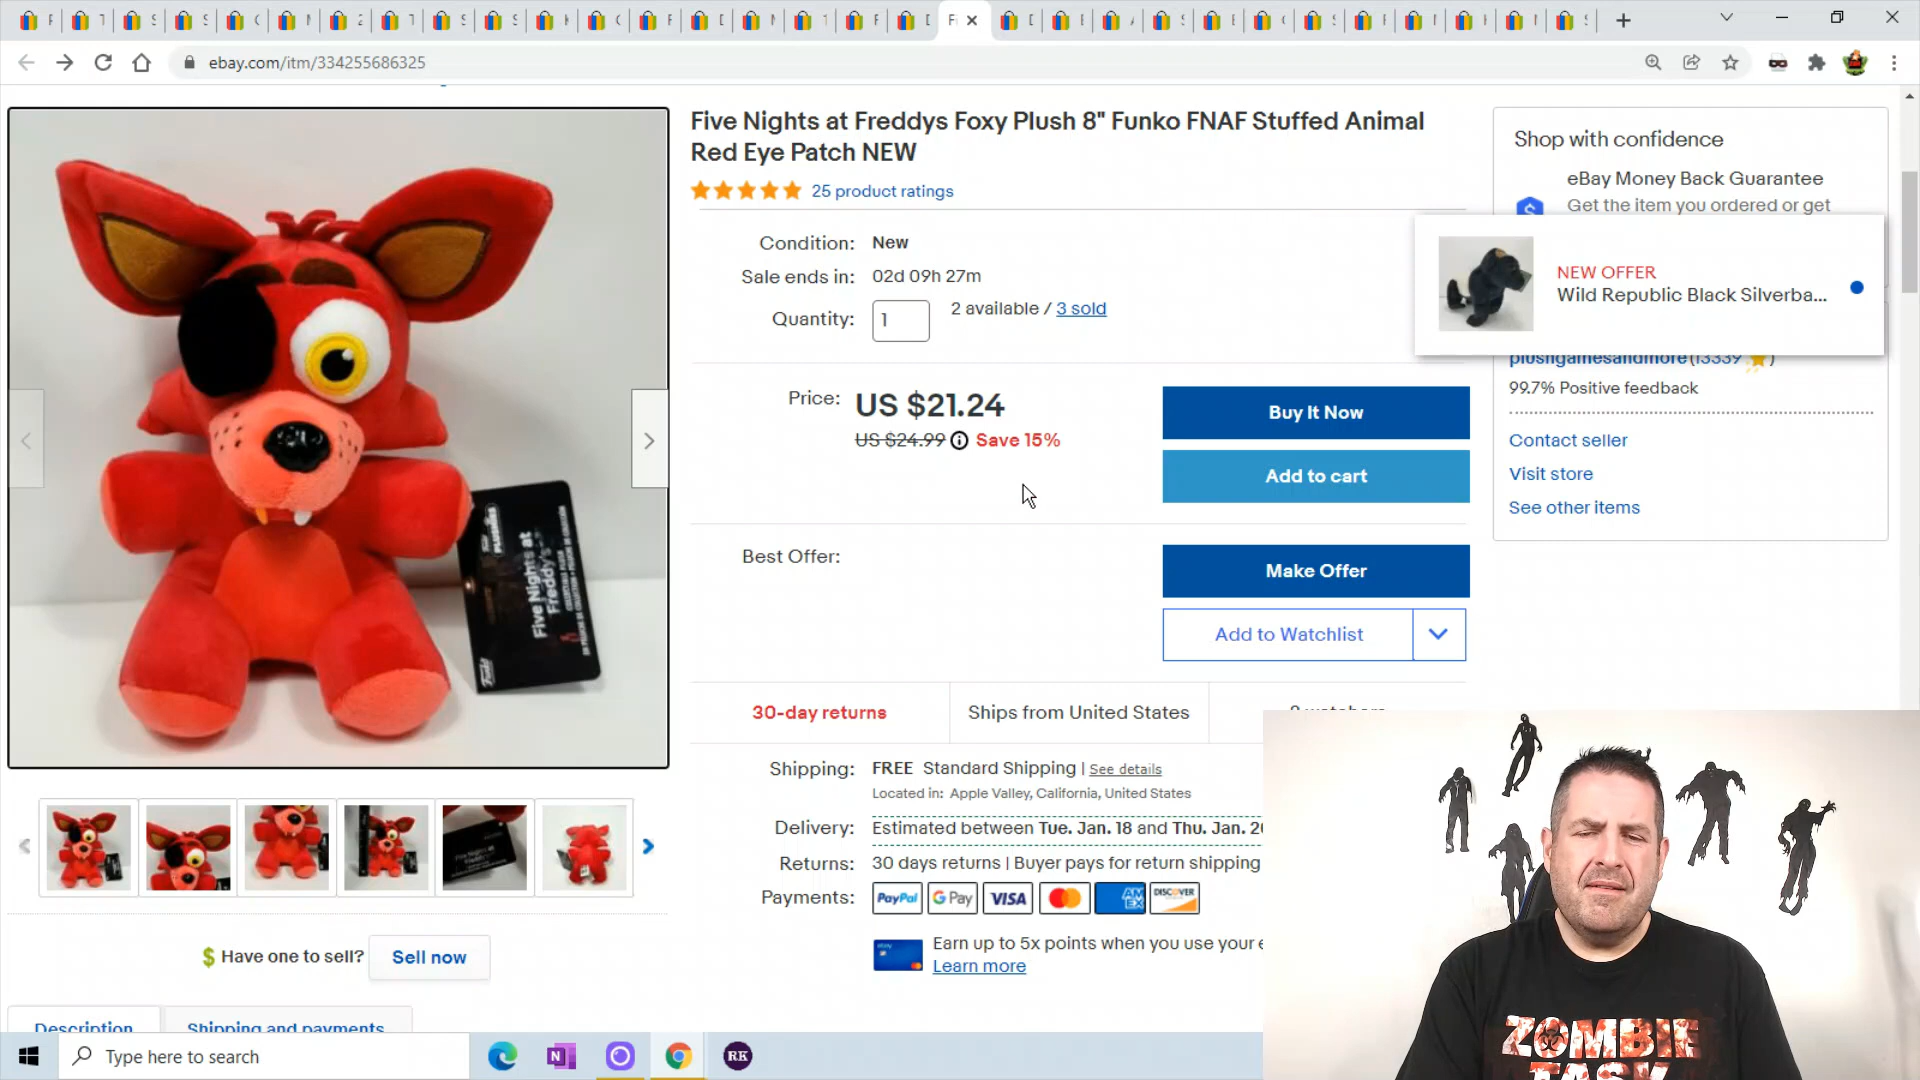 ebay.com/itm/334255686325
Five Nights at Freddys Foxy Plush 8" Funko FNAF Stuffed Animal
Red Eye Patch NEW
25 product ratings
Condition: New
Sale ends in: 02d 09h 27m
Quantity: 1 2 available / 3 sold
Price: US $21.24
US $24.99 Save 15%
Buy It Now
Add to cart
Best Offer:
Make Offer
Add to Watchlist
30-day returns
Ships from United States
Shipping: FREE Standard Shipping | See details
Located in: Apple Valley, California, United States
Delivery: Estimated between Tue. Jan. 18 and Thu. Jan.
Returns: 30 days returns | Buyer pays for return shipping
Payments: PayPal G Pay VISA AMEX DISCOVER
Earn up to 5x points when you use your
Learn more
Shop with confidence
eBay Money Back Guarantee
Get the item you ordered or get
NEW OFFER
Wild Republic Black Silverba...
plushgamesandmore (13339)
99.7% Positive feedback
Contact seller
Visit store
See other items
Five Nights at
Freddy's
Funko
Have one to sell? Sell now
Description
Shipping and payments
Type here to search
N
RK
ZOMBIE
TASK